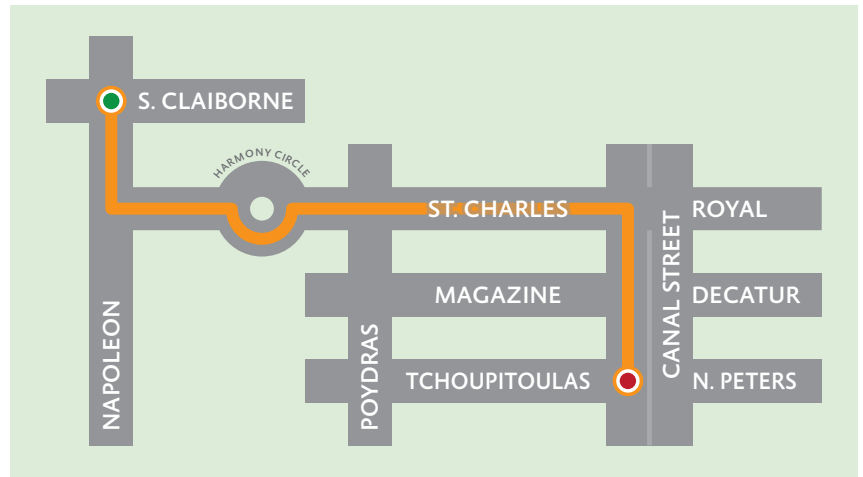 S. CLAIBORNE
HARMONY CIRCLE
ST. CHARLES
ROYAL
MAGAZINE
DECATUR
TCHOUPITOULAS
N. PETERS
NAPOLEON
POYDRAS
CANAL STREET